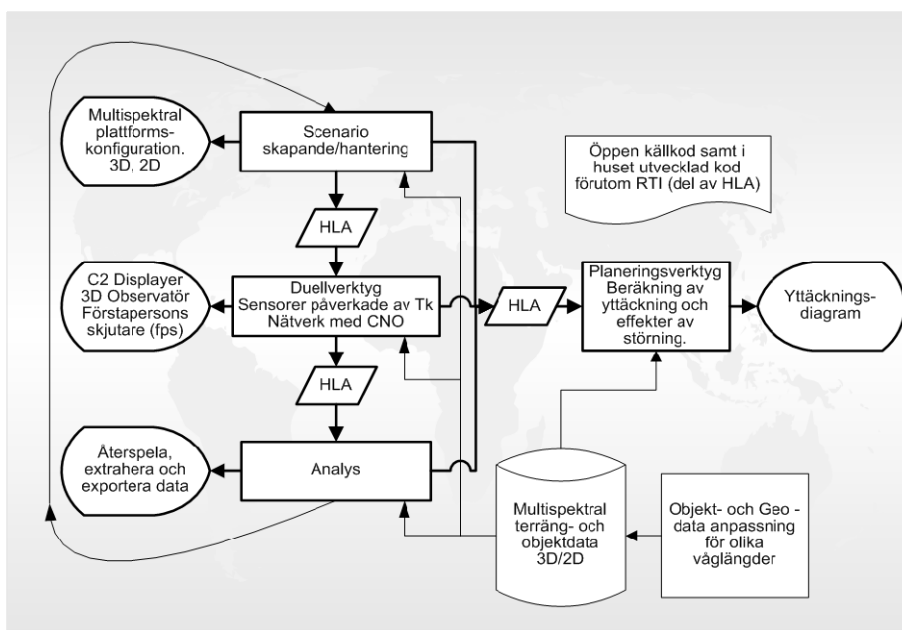 Multispektral
plattforms-
konfiguration.
3D, 2D
Scenario
skapande/hantering
Öppen källkod samt i
huset utvecklad kod
förutom RTI (del av HLA)
HLA
C2 Displayer
3D Observatör
Förstapersons
skjutare (fps)
Duellverktyg
Sensorer påverkade av Tk
Nätverk med CNO
HLA
Planeringsverktyg
Beräkning av
yttäckning och
effekter av
störning.
Yttäcknings-
diagram
HLA
Återspela,
extrahera och
exportera data
Analys
Multispektral
terräng- och
objektdata
3D/2D
Objekt- och Geo -
data anpassning
för olika
våglängder